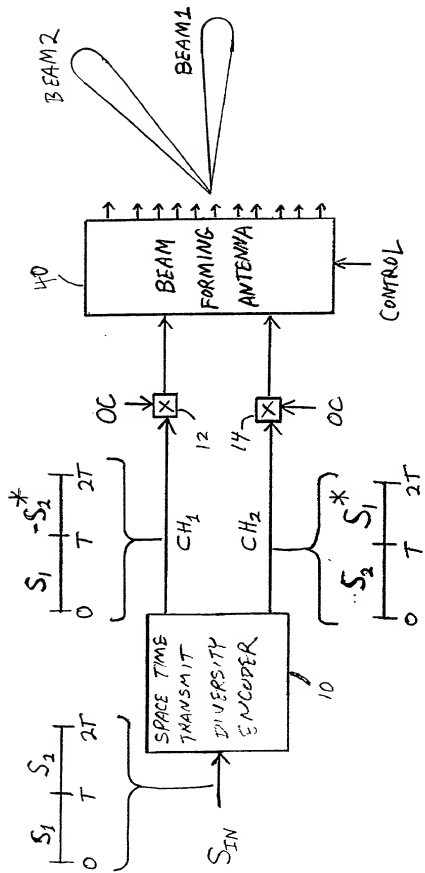 S1 S2
0 T 2T
SIN
SPACE TIME
TRANSMIT
DIVERSITY
ENCODER
10
S1 -S2*
0 T 2T
CH1
CH2
S2 S1*
0 T 2T
OC
12
14
OC
40
BEAM
FORMING
ANTENNA
CONTROL
BEAM2
BEAM1